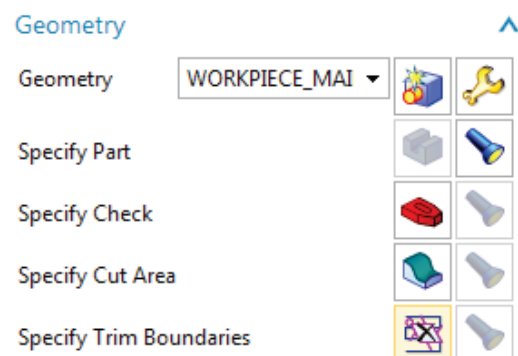 Geometry
Geometry WORKPIECE_MAI
Specify Part
Specify Check
Specify Cut Area
Specify Trim Boundaries